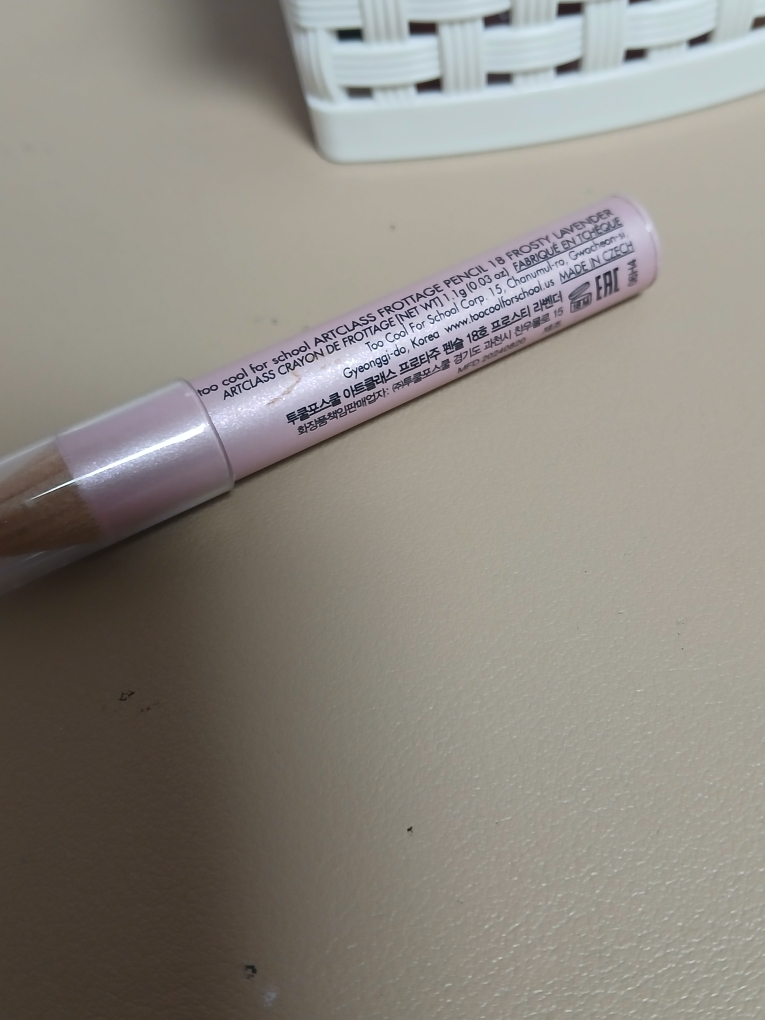 too cool for school ARTCLASS FROTTAGE PENCIL 18 FROSTY LAVENDER
ARTCLASS CRAYON DE FROTTAGE [NET WT] 1.1g (0.03 oz) FABRIQUÉ EN TCHÈQUE
Too Cool For School Corp. 15, Chanumul-ro, Gwacheon-si,
Gyeonggi-do, Korea www.toocoolforschool.us MADE IN CZECH
투쿨포스쿨 아트클래스 프로타주 펜슬 18호 프로스티 라벤더
화장품책임판매업자: ㈜투쿨포스쿨 경기도 과천시 찬우물로 15
MFD 20240520
EAC